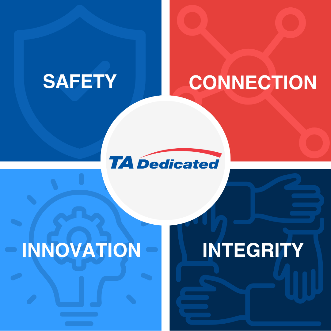 SAFETY
CONNECTION
TA Dedicated
INNOVATION
INTEGRITY